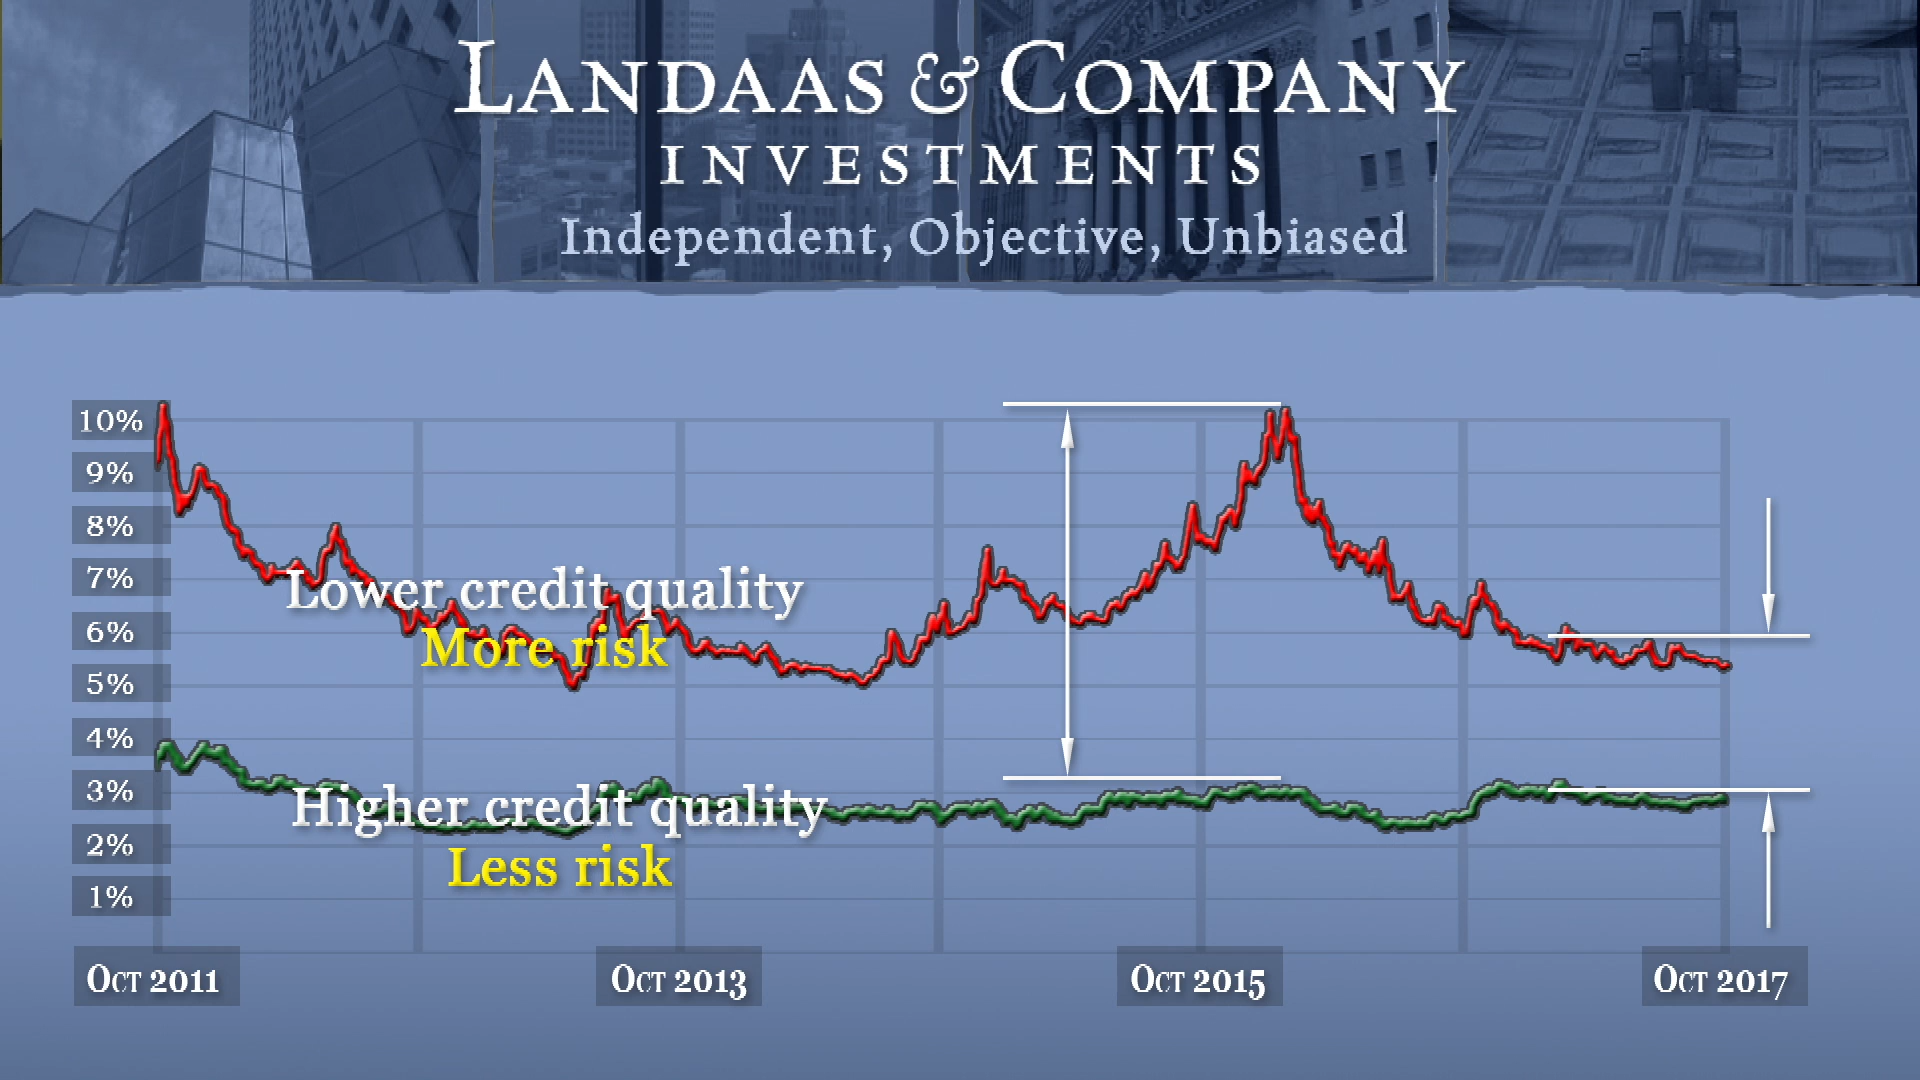 LANDAAS & COMPANY
INVESTMENTS
Independent, Objective, Unbiased
10%
9%
8%
7%
6%
5%
4%
3%
2%
1%
Lower credit quality
More risk
Higher credit quality
Less risk
OCT 2011
OCT 2013
OCT 2015
OCT 2017